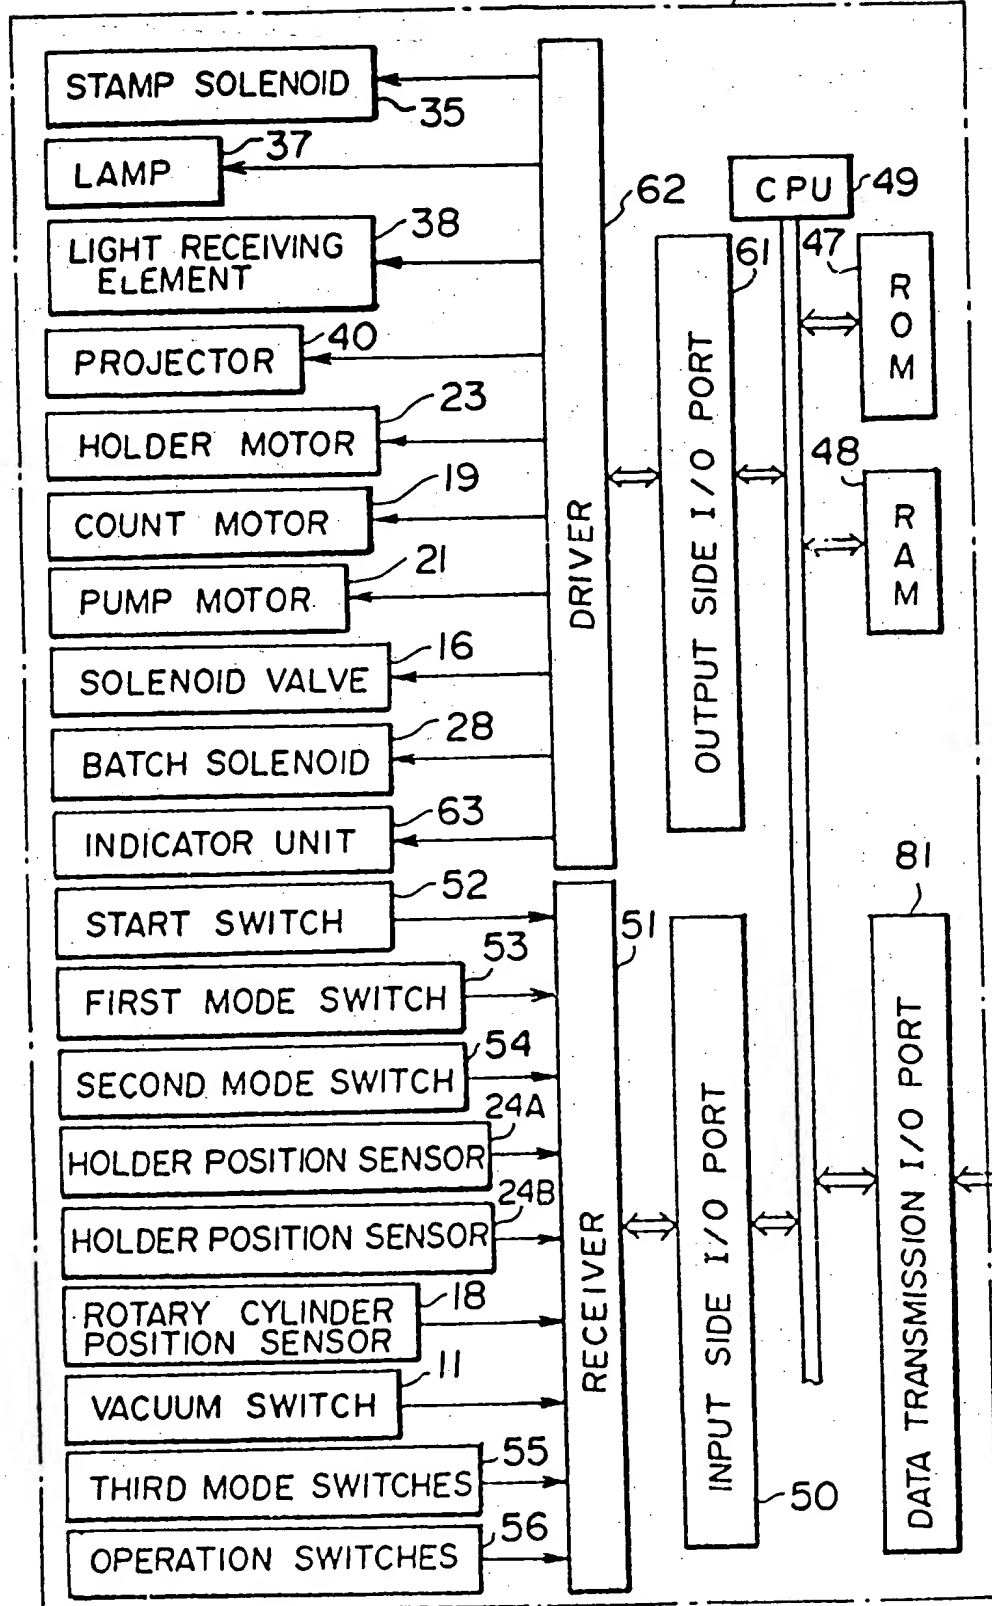 STAMP SOLENOID
35
LAMP
37
LIGHT RECEIVING
ELEMENT
38
PROJECTOR
40
HOLDER MOTOR
23
COUNT MOTOR
19
PUMP MOTOR
21
SOLENOID VALVE
16
BATCH SOLENOID
28
INDICATOR UNIT
63
START SWITCH
52
FIRST MODE SWITCH
53
SECOND MODE SWITCH
54
HOLDER POSITION SENSOR
24A
HOLDER POSITION SENSOR
24B
ROTARY CYLINDER
POSITION SENSOR
18
VACUUM SWITCH
11
THIRD MODE SWITCHES
55
OPERATION SWITCHES
56
DRIVER
62
RECEIVER
51
OUTPUT SIDE I/O PORT
61
INPUT SIDE I/O PORT
50
CPU
49
ROM
47
RAM
48
DATA TRANSMISSION I/O PORT
81